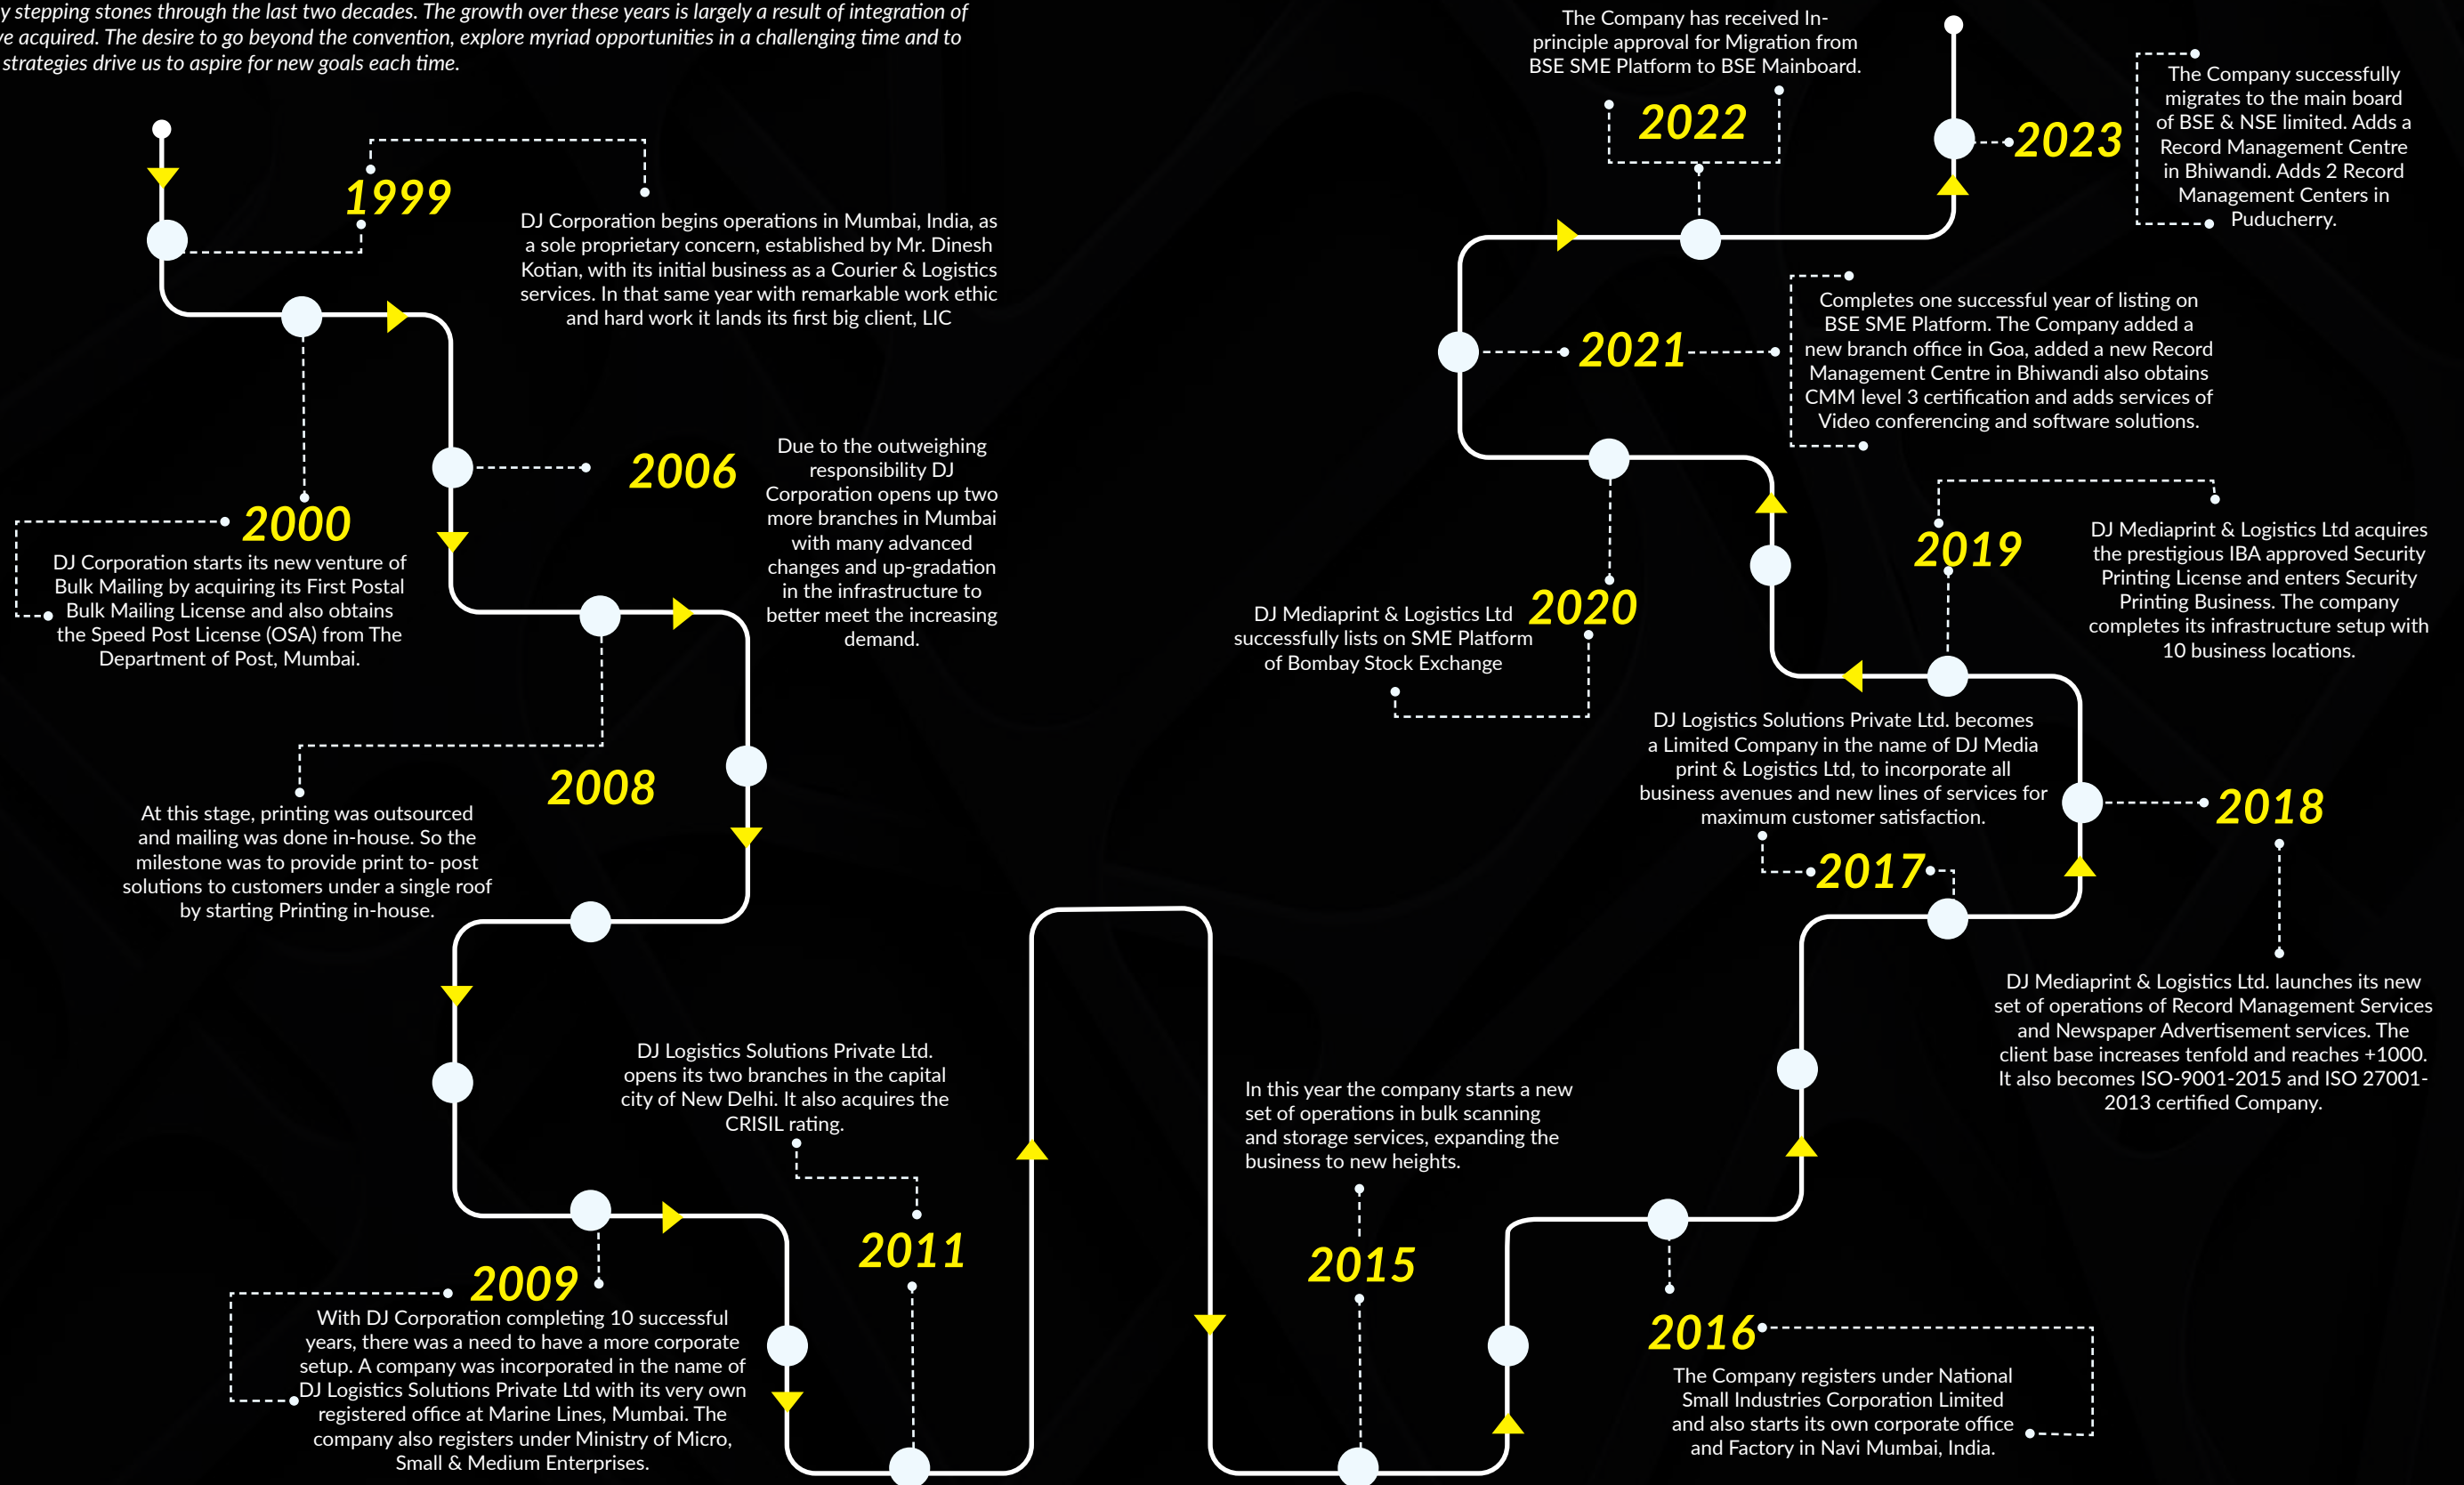 y stepping stones through the last two decades. The growth over these years is largely a result of integration of
ve acquired. The desire to go beyond the convention, explore myriad opportunities in a challenging time and to
strategies drive us to aspire for new goals each time.
1999
DJ Corporation begins operations in Mumbai, India, as
a sole proprietary concern, established by Mr. Dinesh
Kotian, with its initial business as a Courier & Logistics
services. In that same year with remarkable work ethic
and hard work it lands its first big client, LIC
2000
DJ Corporation starts its new venture of
Bulk Mailing by acquiring its First Postal
Bulk Mailing License and also obtains
the Speed Post License (OSA) from The
Department of Post, Mumbai.
2006
Due to the outweighing
responsibility DJ
Corporation opens up two
more branches in Mumbai
with many advanced
changes and up-gradation
in the infrastructure to
better meet the increasing
demand.
2008
At this stage, printing was outsourced
and mailing was done in-house. So the
milestone was to provide print to- post
solutions to customers under a single roof
by starting Printing in-house.
2009
With DJ Corporation completing 10 successful
years, there was a need to have a more corporate
setup. A company was incorporated in the name of
DJ Logistics Solutions Private Ltd with its very own
registered office at Marine Lines, Mumbai. The
company also registers under Ministry of Micro,
Small & Medium Enterprises.
DJ Logistics Solutions Private Ltd.
opens its two branches in the capital
city of New Delhi. It also acquires the
CRISIL rating.
2011
In this year the company starts a new
set of operations in bulk scanning
and storage services, expanding the
business to new heights.
2015
2016
The Company registers under National
Small Industries Corporation Limited
and also starts its own corporate office
and Factory in Navi Mumbai, India.
DJ Logistics Solutions Private Ltd. becomes
a Limited Company in the name of DJ Media
print & Logistics Ltd, to incorporate all
business avenues and new lines of services for
maximum customer satisfaction.
2017
2018
DJ Mediaprint & Logistics Ltd. launches its new
set of operations of Record Management Services
and Newspaper Advertisement services. The
client base increases tenfold and reaches +1000.
It also becomes ISO-9001-2015 and ISO 27001-
2013 certified Company.
2019
DJ Mediaprint & Logistics Ltd acquires
the prestigious IBA approved Security
Printing License and enters Security
Printing Business. The company
completes its infrastructure setup with
10 business locations.
2020
DJ Mediaprint & Logistics Ltd
successfully lists on SME Platform
of Bombay Stock Exchange
2021
Completes one successful year of listing on
BSE SME Platform. The Company added a
new branch office in Goa, added a new Record
Management Centre in Bhiwandi also obtains
CMM level 3 certification and adds services of
Video conferencing and software solutions.
The Company has received In-
principle approval for Migration from
BSE SME Platform to BSE Mainboard.
2022
2023
The Company successfully
migrates to the main board
of BSE & NSE limited. Adds a
Record Management Centre
in Bhiwandi. Adds 2 Record
Management Centers in
Puducherry.